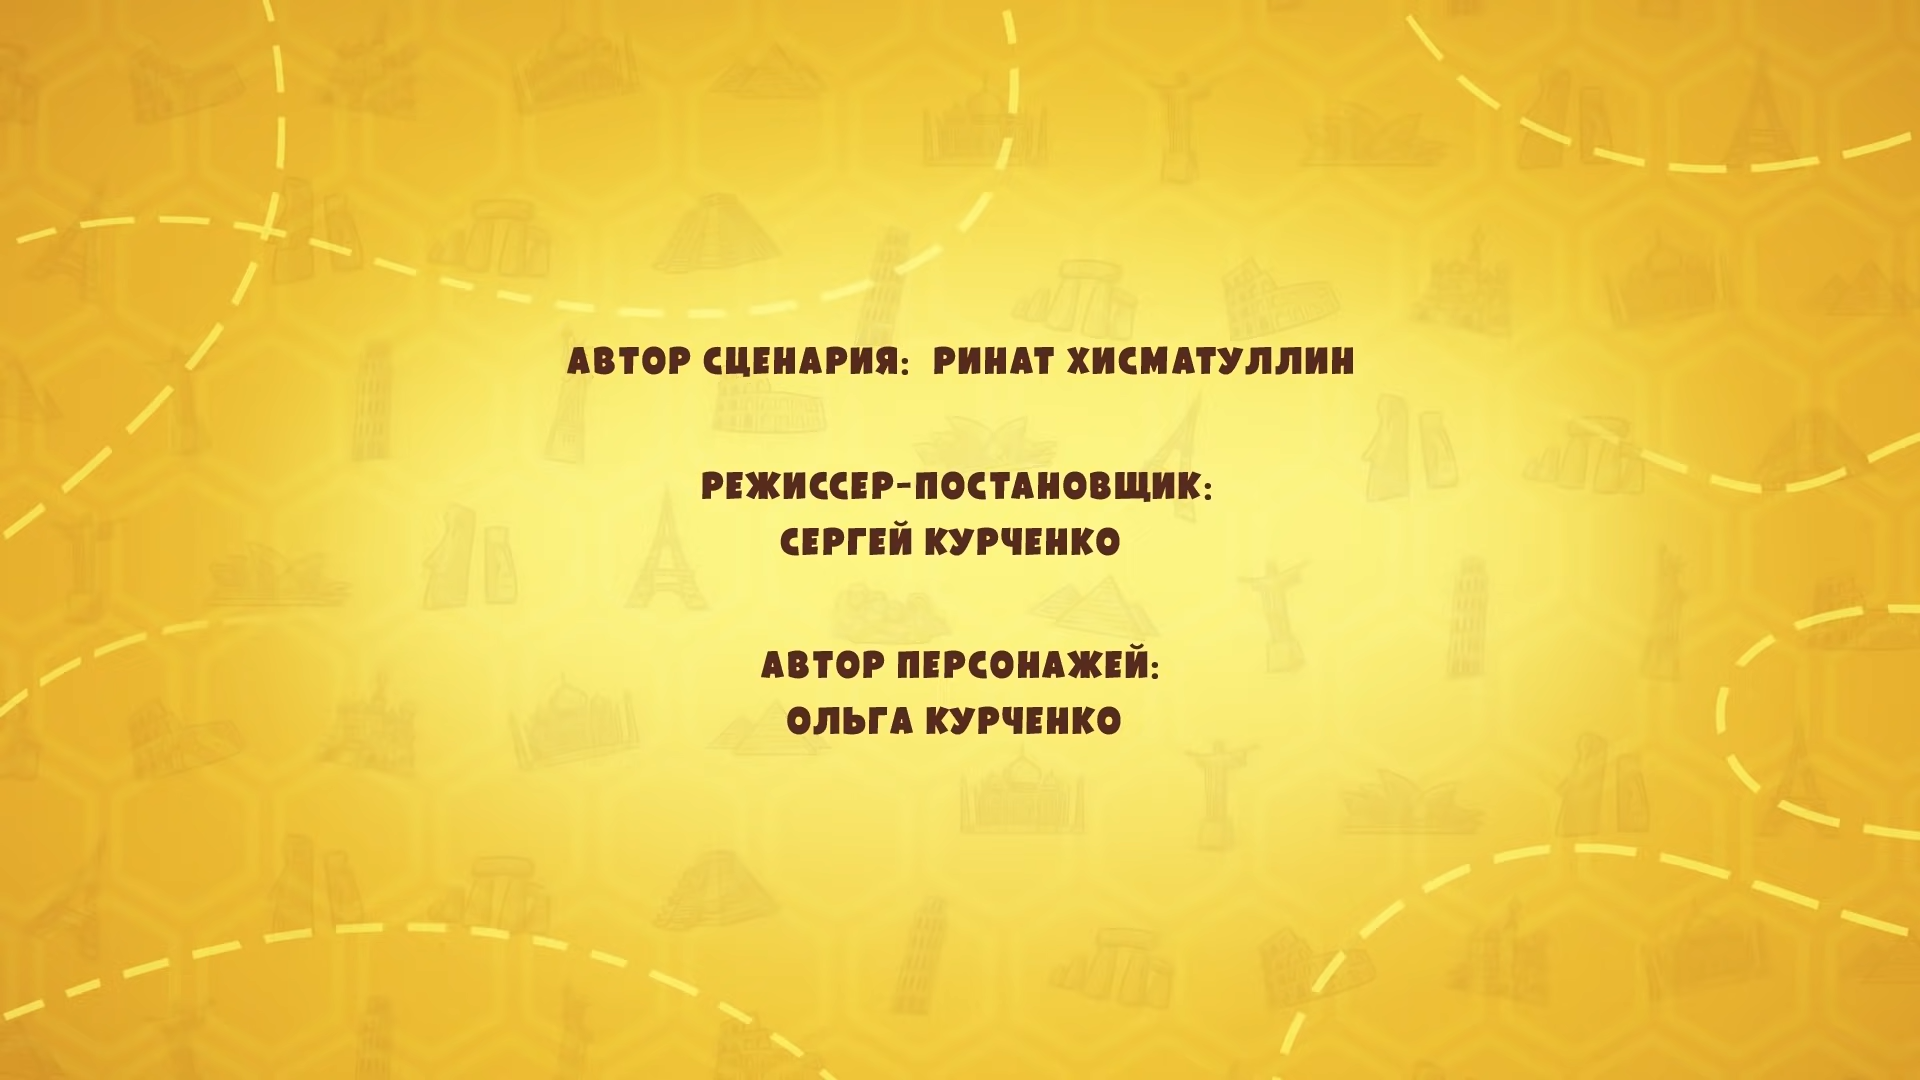 АВТОР СЦЕНАРИЯ: РИНАТ ХИСМАТУЛЛИН
РЕЖИССЕР-ПОСТАНОВЩИК:
СЕРГЕЙ КУРЧЕНКО
АВТОР ПЕРСОНАЖЕЙ:
ОЛЬГА КУРЧЕНКО